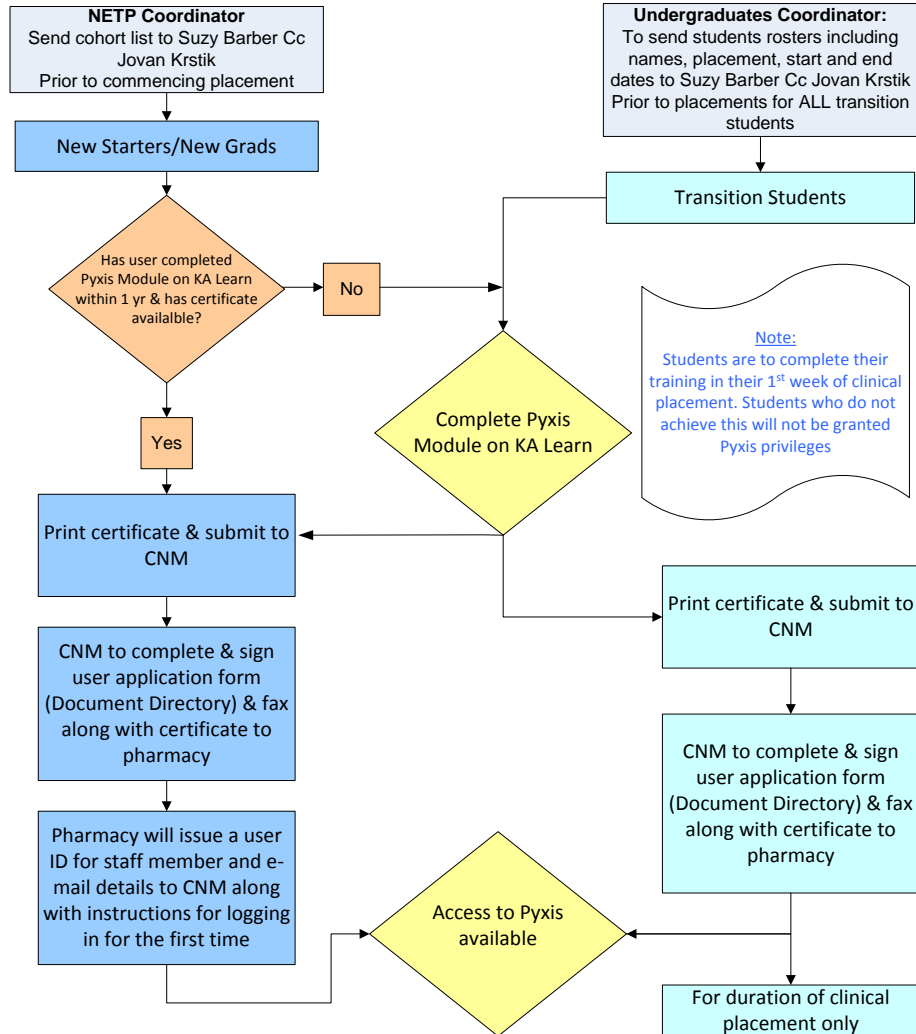 NETP Coordinator
Send cohort list to Suzy Barber Cc
Jovan Krstik
Prior to commencing placement
Undergraduates Coordinator:
To send students rosters including
names, placement, start and end
dates to Suzy Barber Cc Jovan Krstik
Prior to placements for ALL transition
students
New Starters/New Grads
Transition Students
Has user completed
Pyxis Module on KA Learn
within 1 yr & has certificate
availalble?
No
Note:
Students are to complete their
training in their 1st week of clinical
placement. Students who do not
achieve this will not be granted
Pyxis privileges
Complete Pyxis
Module on KA Learn
Yes
Print certificate & submit to
CNM
Print certificate & submit to
CNM
CNM to complete & sign
user application form
(Document Directory) & fax
along with certificate to
pharmacy
CNM to complete & sign
user application form
(Document Directory) & fax
along with certificate to
pharmacy
Pharmacy will issue a user
ID for staff member and e-
mail details to CNM along
with instructions for logging
in for the first time
Access to Pyxis
available
For duration of clinical
placement only